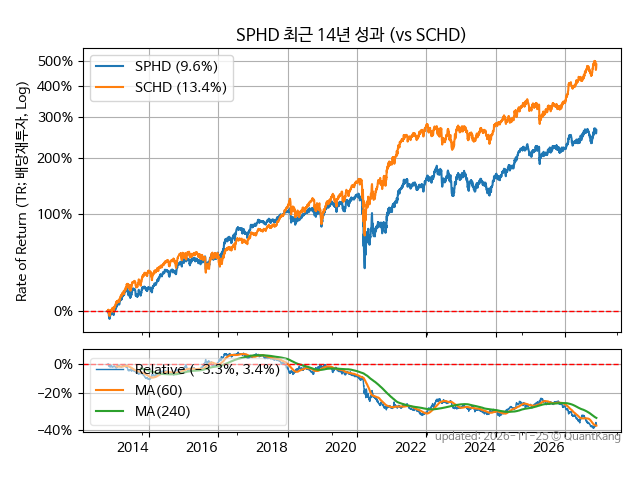 SPHD 최근 14년 성과 (vs SCHD)
Rate of Return (TR: 배당재투자, Log)
500%
400%
300%
200%
100%
0%
SPHD (9.6%)
SCHD (13.4%)
0%
−20%
−40%
Relative (−3.3%, 3.4%)
MA(60)
MA(240)
updated: 2026-11-25 © QuantKang
2014 2016 2018 2020 2022 2024 2026